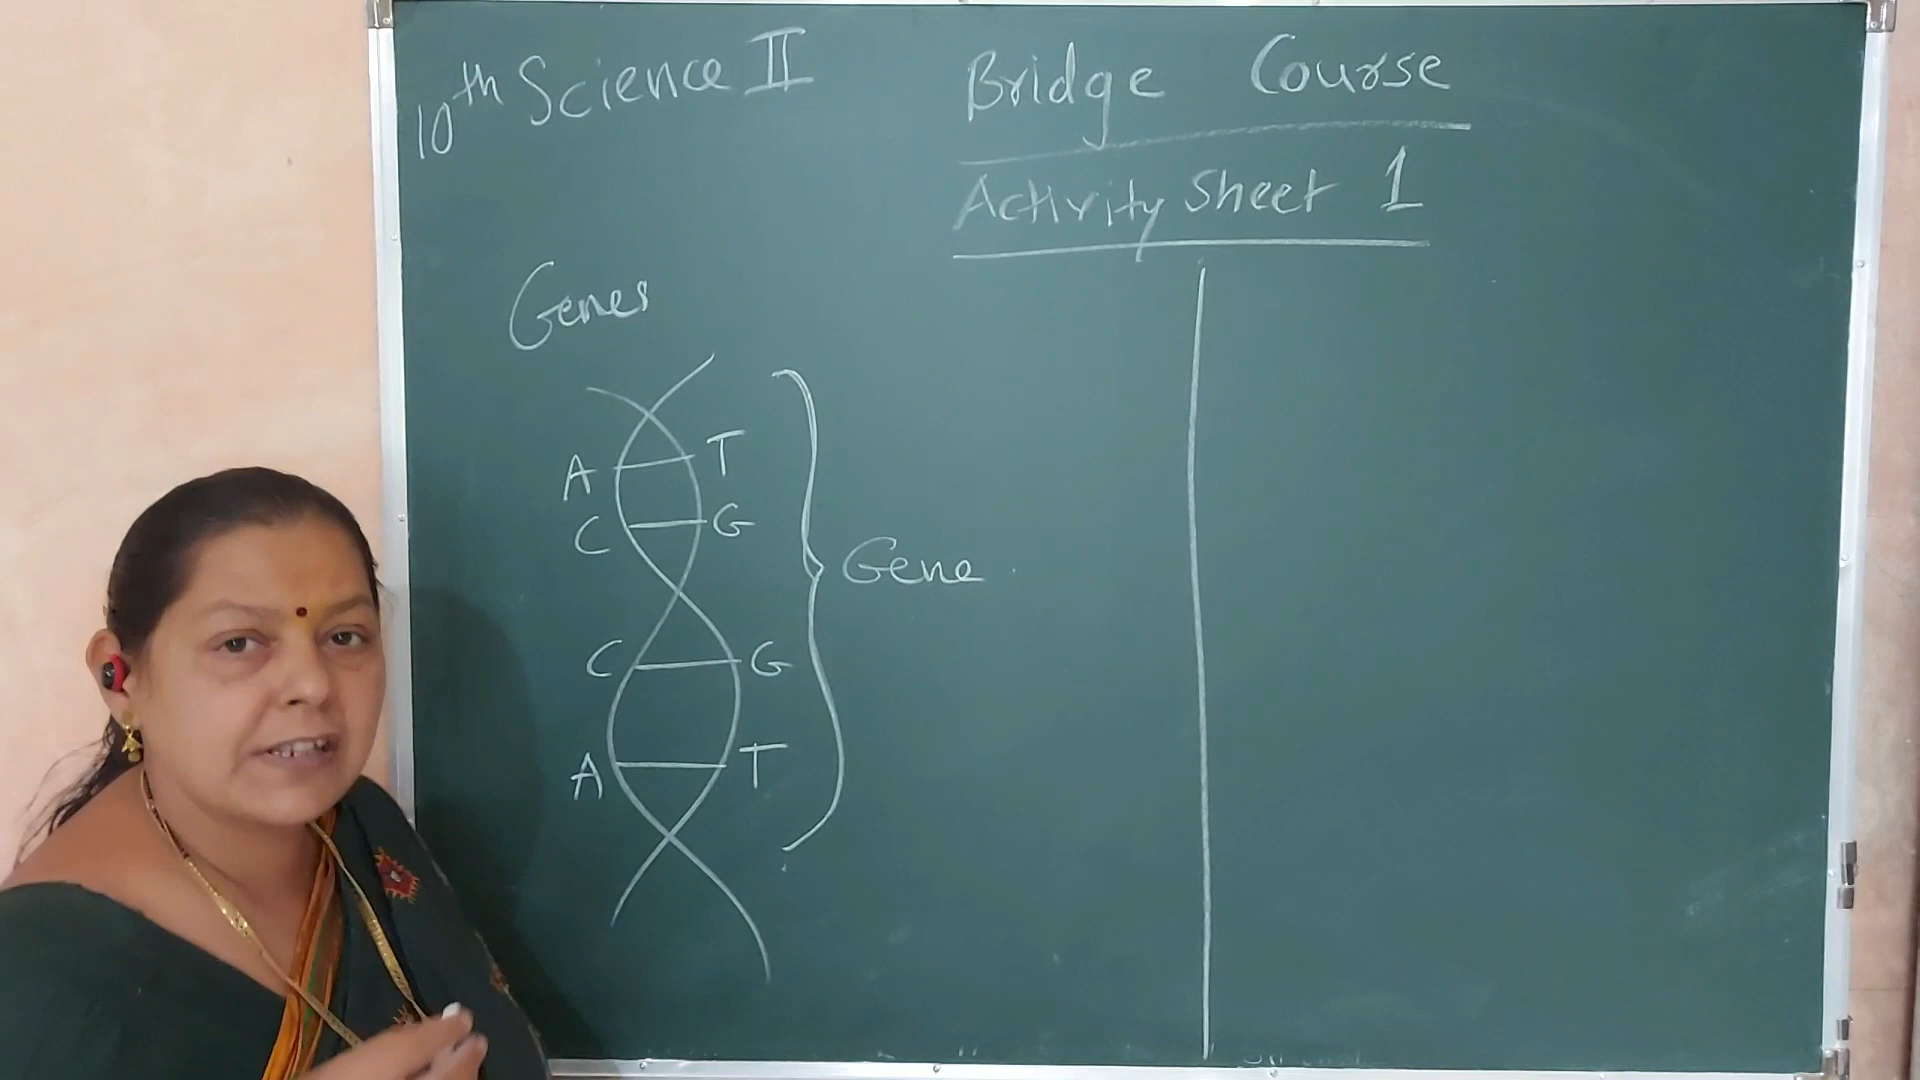 10th Science II
Bridge Course
Activity Sheet 1
Genes
A T
C G
Gene
C G
A T